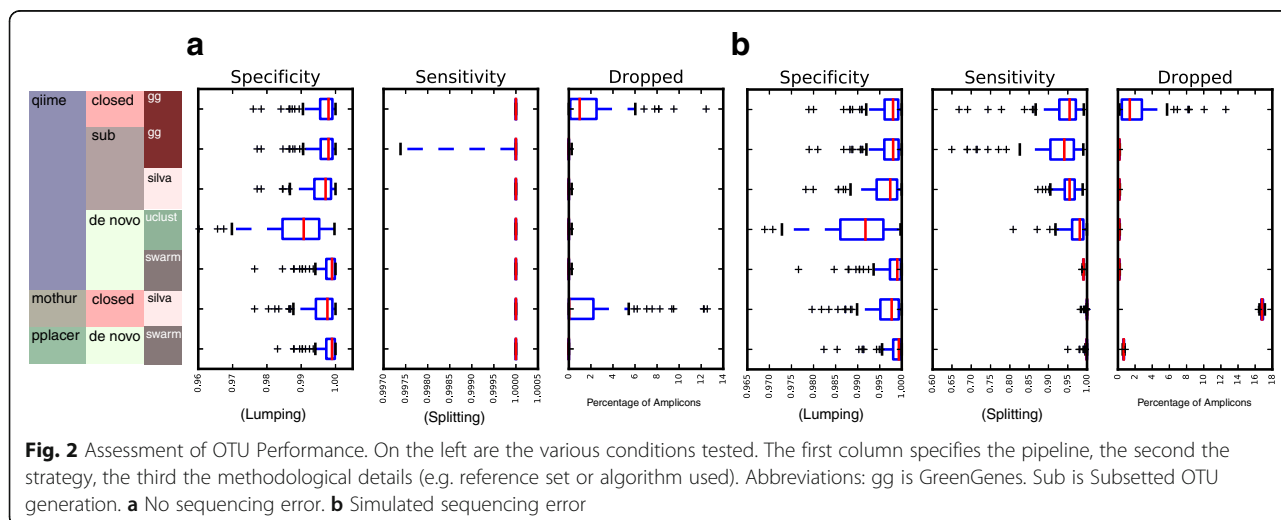 a b
Specificity Sensitivity Dropped Specificity Sensitivity Dropped
qiime closed gg
sub gg
silva
de novo uclust
swarm
mothur closed silva
pplacer de novo swarm
0.96 0.97 0.98 0.99 1.00 0.9970 0.99975 0.99980 0.9985 0.9995 0.9990 1.0000 1.0005 0 2 4 6 8 10 12 14 0.965 0.970 0.975 0.980 0.985 0.990 0.995 1.000 0.60 0.65 0.70 0.75 0.80 0.85 0.90 0.95 1.00 0 2 4 6 8 10 12 14 16 18
(Lumping) (Splitting) Percentage of Amplicons (Lumping) (Splitting) Percentage of Amplicons
Fig. 2 Assessment of OTU Performance. On the left are the various conditions tested. The first column specifies the pipeline, the second the
strategy, the third the methodological details (e.g. reference set or algorithm used). Abbreviations: gg is GreenGenes. Sub is Subsetted OTU
generation. a No sequencing error. b Simulated sequencing error